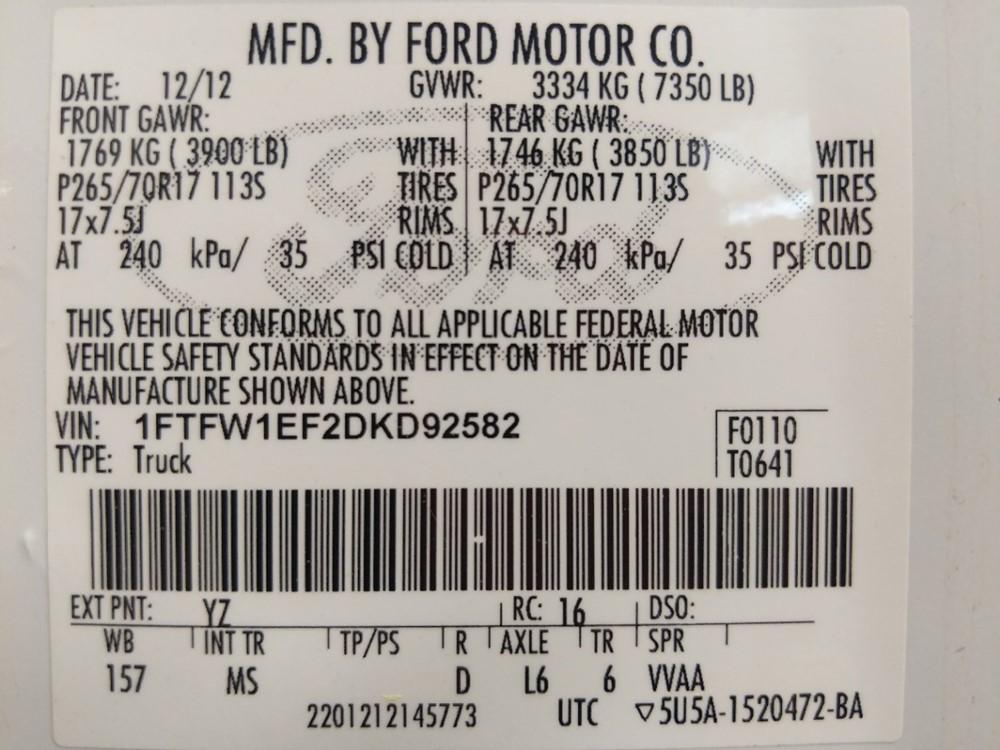 MFD. BY FORD MOTOR CO.
DATE: 12/12 GVWR: 3334 KG ( 7350 LB)
FRONT GAWR: REAR GAWR:
1769 KG ( 3900 LB) WITH 1746 KG ( 3850 LB) WITH
P265/70R17 113S TIRES P265/70R17 113S TIRES
17x7.5J RIMS 17x7.5J RIMS
AT 240 kPa/ 35 PSI COLD AT 240 kPa/ 35 PSI COLD
Ford
THIS VEHICLE CONFORMS TO ALL APPLICABLE FEDERAL MOTOR
VEHICLE SAFETY STANDARDS IN EFFECT ON THE DATE OF
MANUFACTURE SHOWN ABOVE.
VIN: 1FTFW1EF2DKD92582 F0110
TYPE: Truck T0641
EXT PNT: YZ RC: 16 DSO:
WB INT TR TP/PS R AXLE TR SPR
157 MS D L6 6 VVAA
2201212145773 UTC ▽5U5A-1520472-BA